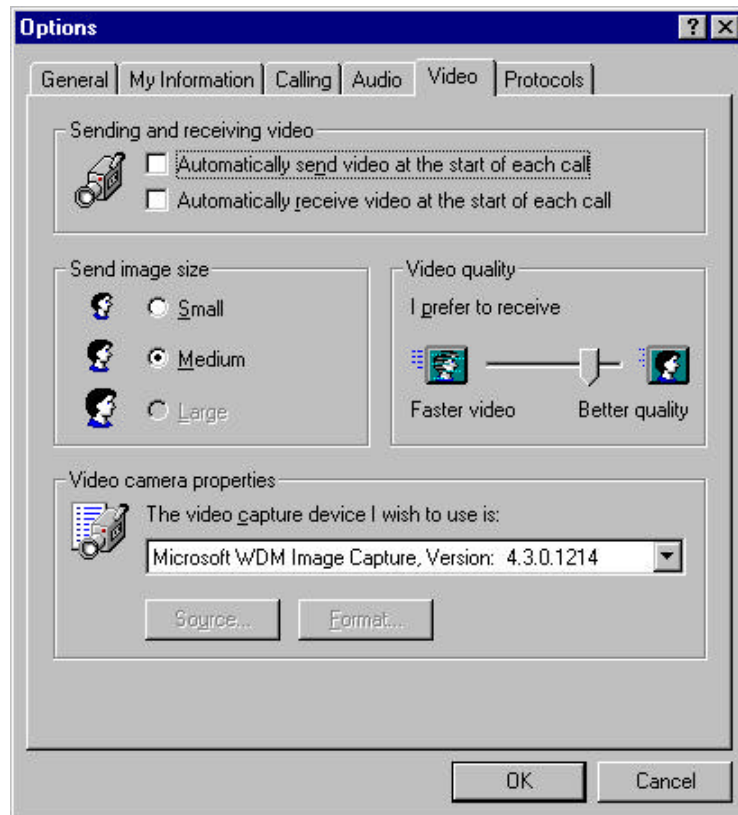 Options
General My Information Calling Audio Video Protocols
Sending and receiving video
Automatically send video at the start of each call
Automatically receive video at the start of each call
Send image size
Small
Medium
Large
Video quality
I prefer to receive
Faster video Better quality
Video camera properties
The video capture device I wish to use is:
Microsoft WDM Image Capture, Version: 4.3.0.1214
Source... Format...
OK Cancel